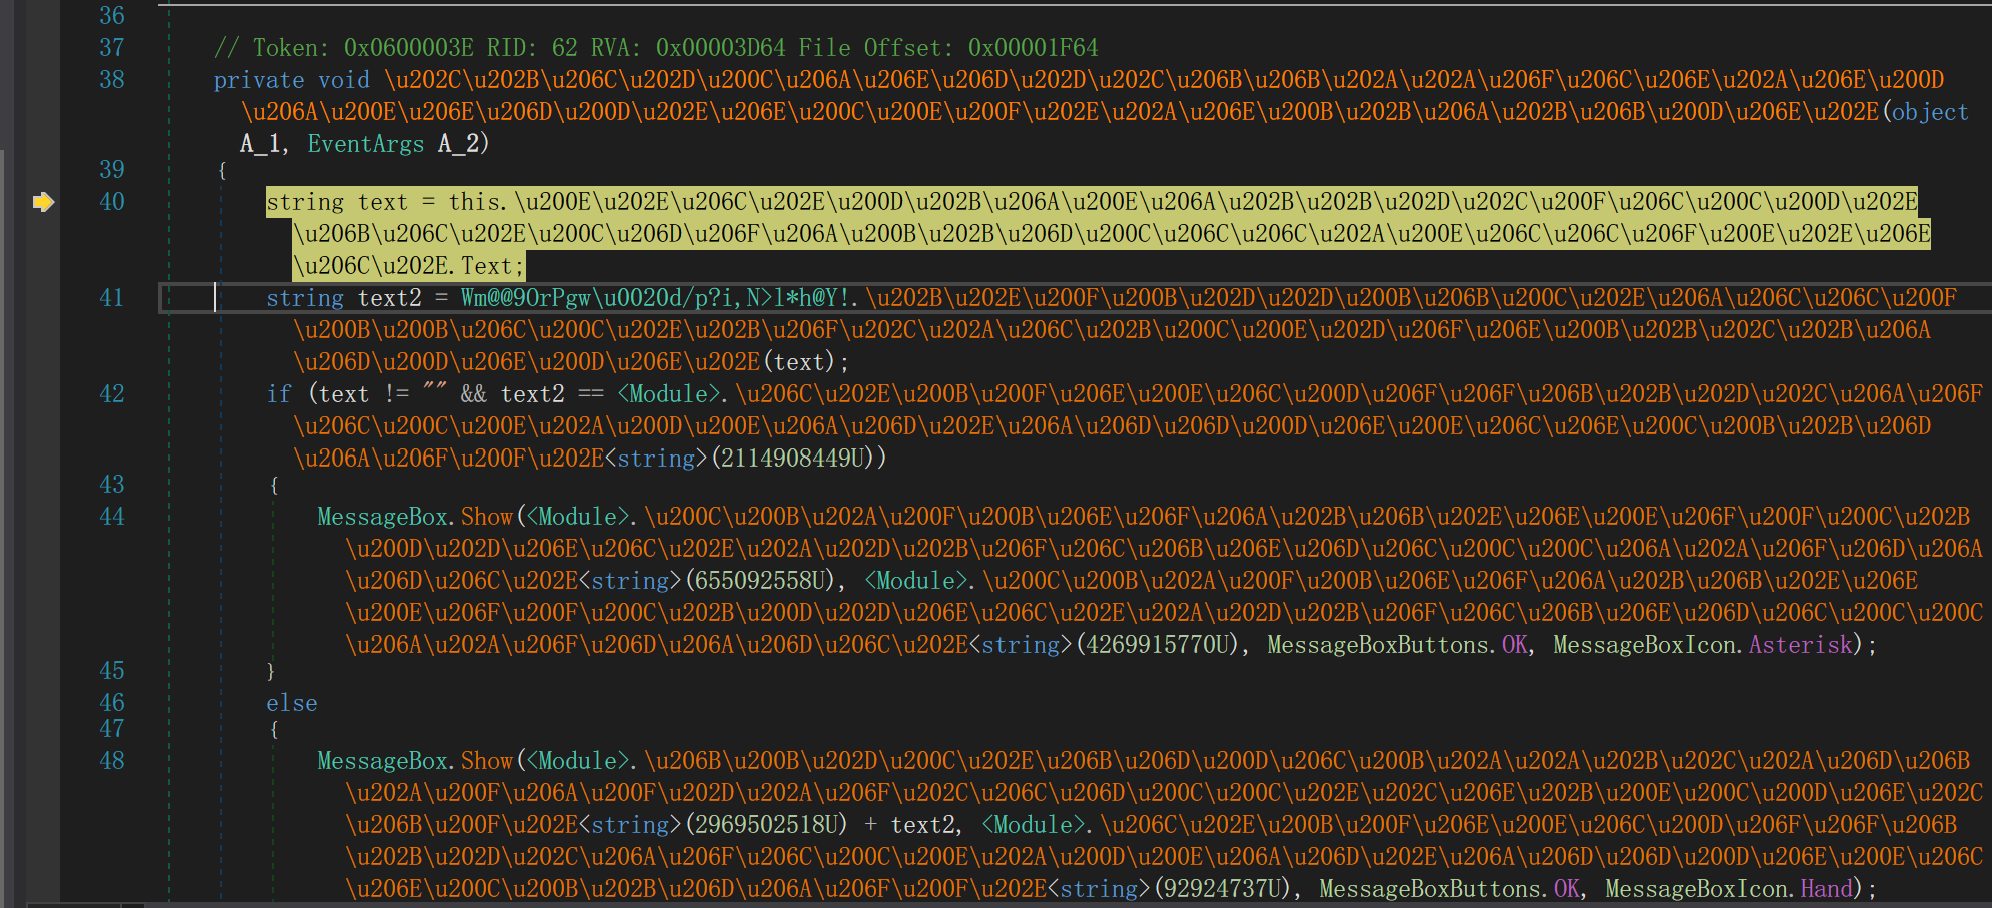 36
37 // Token: 0x0600003E RID: 62 RVA: 0x00003D64 File Offset: 0x00001F64
38 private void \u202C\u202B\u206C\u202D\u200C\u206A\u206E\u206D\u202D\u202C\u206B\u206B\u202A\u202A\u206F\u206C\u206E\u202A\u206E\u200D
\u206A\u200E\u206E\u206D\u200D\u202E\u206E\u200C\u200E\u200F\u202E\u202A\u206E\u200B\u202B\u206A\u202B\u206B\u200D\u206E\u202E(object
A_1, EventArgs A_2)
39 {
40 string text = this.\u200E\u202E\u206C\u202E\u200D\u202B\u206A\u200E\u206A\u202B\u202B\u202D\u202C\u200F\u206C\u200C\u200D\u202E
\u206B\u206C\u202E\u200C\u206D\u206F\u206A\u200B\u202B\u206D\u200C\u206C\u206C\u202A\u200E\u206C\u206C\u206F\u200E\u202E\u206E
\u206C\u202E.Text;
41 string text2 = Wm@@9OrPgw\u0020d/p?i,N>l*h@Y!.\u202B\u202E\u200F\u200B\u202D\u202D\u200B\u206B\u200C\u202E\u206A\u206C\u206C\u200F
\u200B\u200B\u206C\u200C\u202E\u202B\u206F\u202C\u202A\u206C\u202B\u200C\u200E\u202D\u206F\u206E\u200B\u202B\u202C\u202B\u206A
\u206D\u200D\u206E\u200D\u206E\u202E(text);
42 if (text != "" && text2 == <Module>.\u206C\u202E\u200B\u200F\u206E\u200E\u206C\u200D\u206F\u206F\u206B\u202B\u202D\u202C\u206A\u206F
\u206C\u200C\u200E\u202A\u200D\u200E\u206A\u206D\u202E\u206A\u206D\u206D\u200D\u206E\u200E\u206C\u206E\u200C\u200B\u202B\u206D
\u206A\u206F\u200F\u202E<string>(2114908449U))
43 {
44 MessageBox.Show(<Module>.\u200C\u200B\u202A\u200F\u200B\u206E\u206F\u206A\u202B\u206B\u202E\u206E\u200E\u206F\u200F\u200C\u202B
\u200D\u202D\u206E\u206C\u202E\u202A\u202D\u202B\u206F\u206C\u206B\u206E\u206D\u206C\u200C\u200C\u206A\u202A\u206F\u206D\u206A
\u206D\u206C\u202E<string>(655092558U), <Module>.\u200C\u200B\u202A\u200F\u200B\u206E\u206F\u206A\u202B\u206B\u202E\u206E
\u200E\u206F\u200F\u200C\u202B\u200D\u202D\u206E\u206C\u202E\u202A\u202D\u202B\u206F\u206C\u206B\u206E\u206D\u206C\u200C\u200C
\u206A\u202A\u206F\u206D\u206A\u206D\u206C\u202E<string>(4269915770U), MessageBoxButtons.OK, MessageBoxIcon.Asterisk);
45 }
46 else
47 {
48 MessageBox.Show(<Module>.\u206B\u200B\u202D\u200C\u202E\u206B\u206D\u200D\u206C\u200B\u202A\u202A\u202B\u202C\u202A\u206D\u206B
\u202A\u200F\u206A\u200F\u202D\u202A\u206F\u202C\u206C\u206D\u200C\u200C\u202E\u202C\u206E\u202B\u200E\u200C\u200D\u206E\u202C
\u206B\u200F\u202E<string>(2969502518U) + text2, <Module>.\u206C\u202E\u200B\u200F\u206E\u200E\u206C\u200D\u206F\u206F\u206B
\u202B\u202D\u202C\u206A\u206F\u206C\u200C\u200E\u202A\u200D\u200E\u206A\u206D\u202E\u206A\u206D\u206D\u200D\u206E\u200E\u206C
\u206E\u200C\u200B\u202B\u206D\u206A\u206F\u200F\u202E<string>(92924737U), MessageBoxButtons.OK, MessageBoxIcon.Hand);